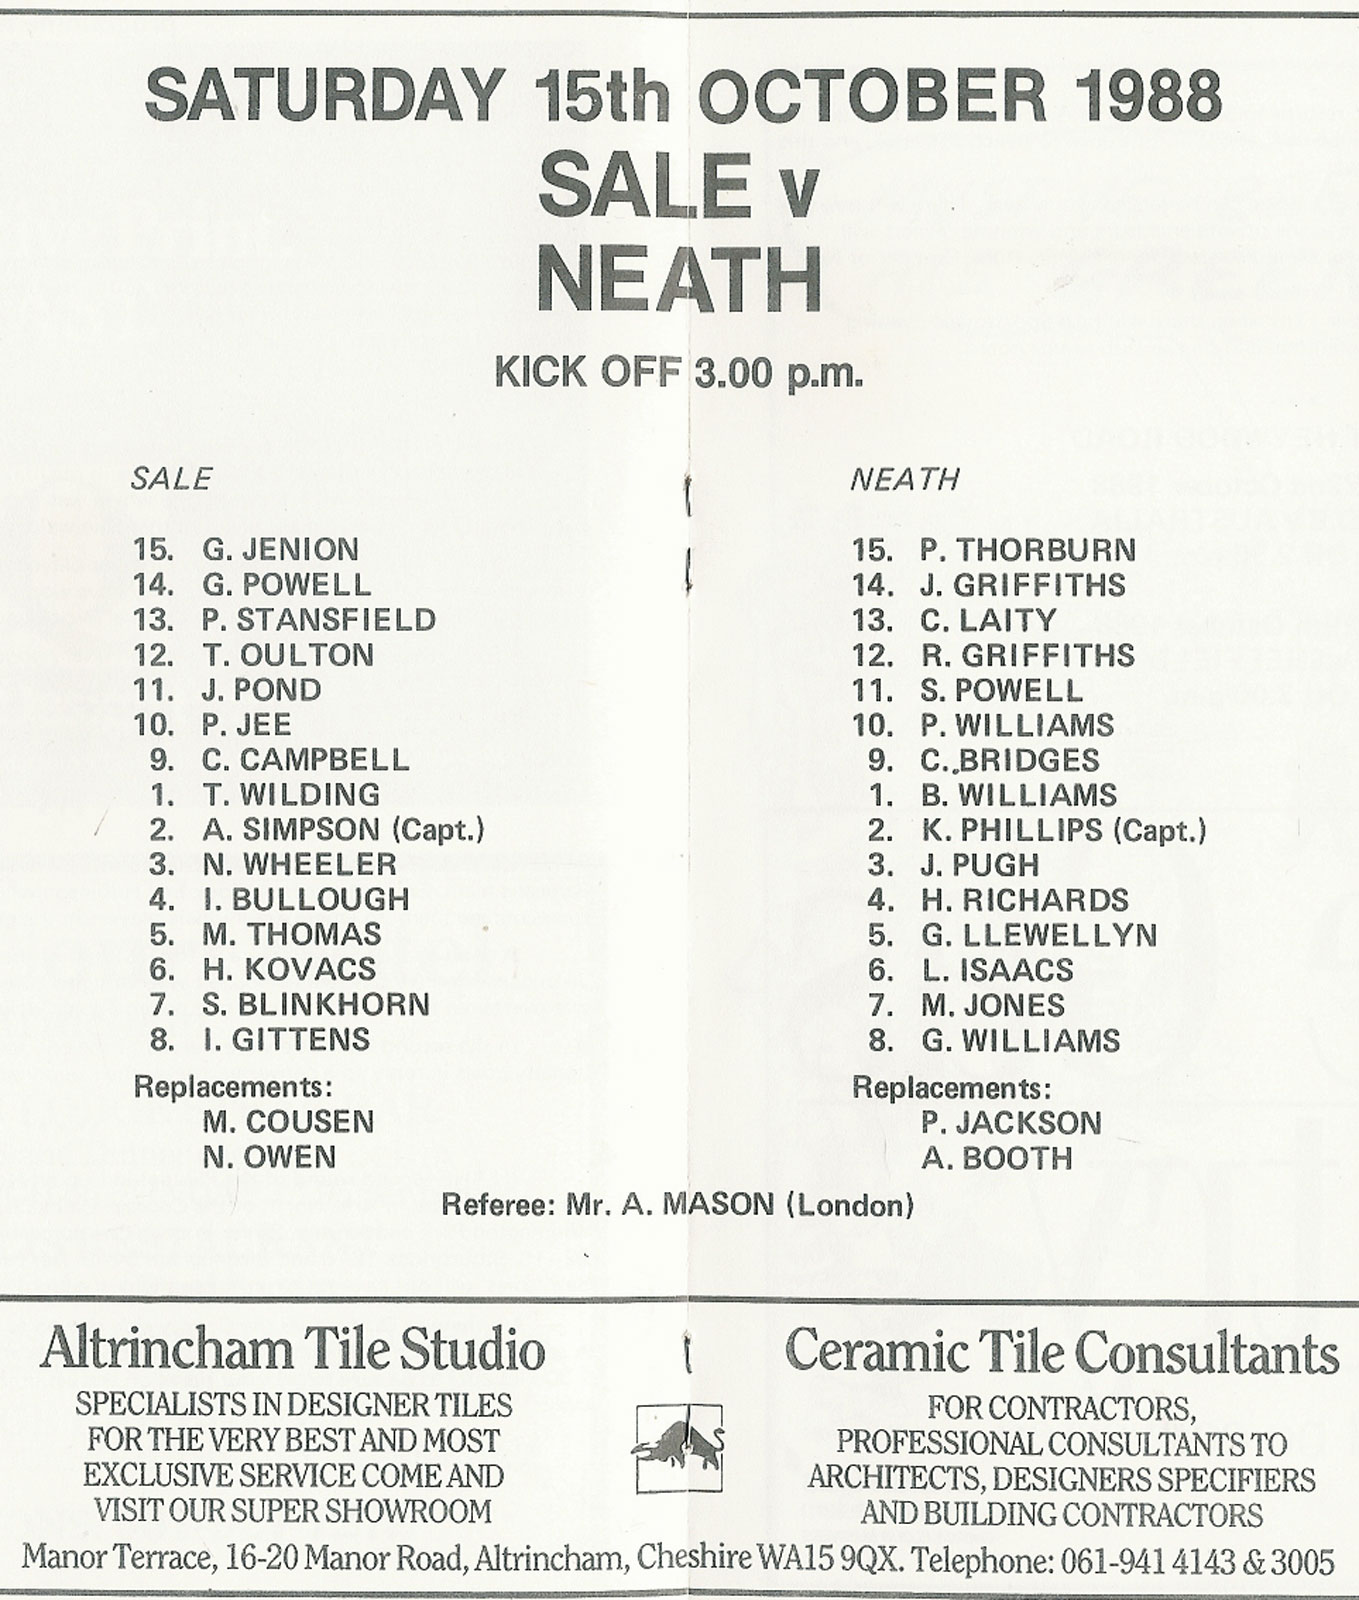 SATURDAY 15th OCTOBER 1988
SALE v
NEATH
KICK OFF 3.00 p.m.
SALE
15. G. JENION
14. G. POWELL
13. P. STANSFIELD
12. T. OULTON
11. J. POND
10. P. JEE
9. C. CAMPBELL
1. T. WILDING
2. A. SIMPSON (Capt.)
3. N. WHEELER
4. I. BULLOUGH
5. M. THOMAS
6. H. KOVACS
7. S. BLINKHORN
8. I. GITTENS
Replacements:
M. COUSEN
N. OWEN
NEATH
15. P. THORBURN
14. J. GRIFFITHS
13. C. LAITY
12. R. GRIFFITHS
11. S. POWELL
10. P. WILLIAMS
9. C. BRIDGES
1. B. WILLIAMS
2. K. PHILLIPS (Capt.)
3. J. PUGH
4. H. RICHARDS
5. G. LLEWELLYN
6. L. ISAACS
7. M. JONES
8. G. WILLIAMS
Replacements:
P. JACKSON
A. BOOTH
Referee: Mr. A. MASON (London)
Altrincham Tile Studio
SPECIALISTS IN DESIGNER TILES
FOR THE VERY BEST AND MOST
EXCLUSIVE SERVICE COME AND
VISIT OUR SUPER SHOWROOM
Ceramic Tile Consultants
FOR CONTRACTORS,
PROFESSIONAL CONSULTANTS TO
ARCHITECTS, DESIGNERS SPECIFIERS
AND BUILDING CONTRACTORS
Manor Terrace, 16-20 Manor Road, Altrincham, Cheshire WA15 9QX. Telephone: 061-941 4143 & 3005